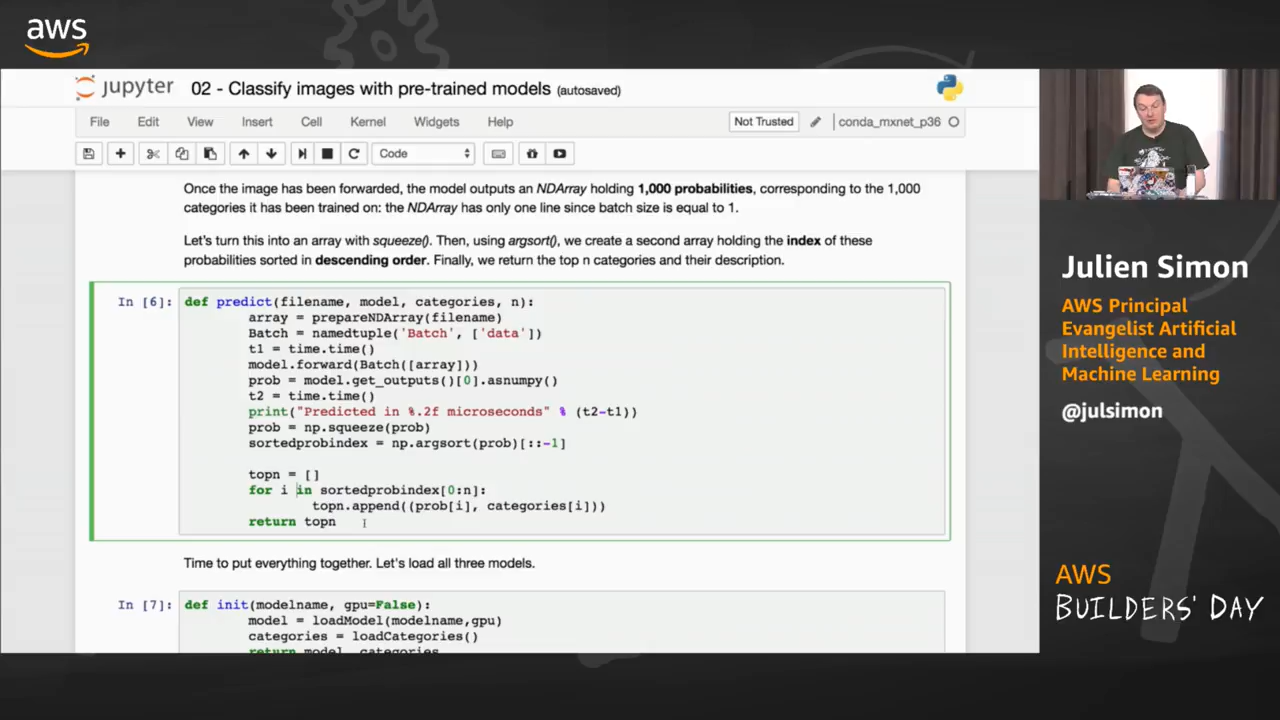 aws
jupyter 02 - Classify images with pre-trained models (autosaved)
File Edit View Insert Cell Kernel Widgets Help Not Trusted conda_mxnet_p36
Code
Once the image has been forwarded, the model outputs an NDArray holding 1,000 probabilities, corresponding to the 1,000
categories it has been trained on: the NDArray has only one line since batch size is equal to 1.
Let's turn this into an array with squeeze(). Then, using argsort(), we create a second array holding the index of these
probabilities sorted in descending order. Finally, we return the top n categories and their description.
In [6]: def predict(filename, model, categories, n):
array = prepareNDArray(filename)
Batch = namedtuple('Batch', ['data'])
t1 = time.time()
model.forward(Batch([array]))
prob = model.get_outputs()[0].asnumpy()
t2 = time.time()
print("Predicted in %.2f microseconds" % (t2-t1))
prob = np.squeeze(prob)
sortedprobindex = np.argsort(prob)[::-1]
topn = []
for i in sortedprobindex[0:n]:
topn.append((prob[i], categories[i]))
return topn
Time to put everything together. Let's load all three models.
In [7]: def init(modelname, gpu=False):
model = loadModel(modelname,gpu)
categories = loadCategories()
return model, categories
Julien Simon
AWS Principal
Evangelist Artificial
Intelligence and
Machine Learning
@julsimon
AWS
BUILDERS' DAY